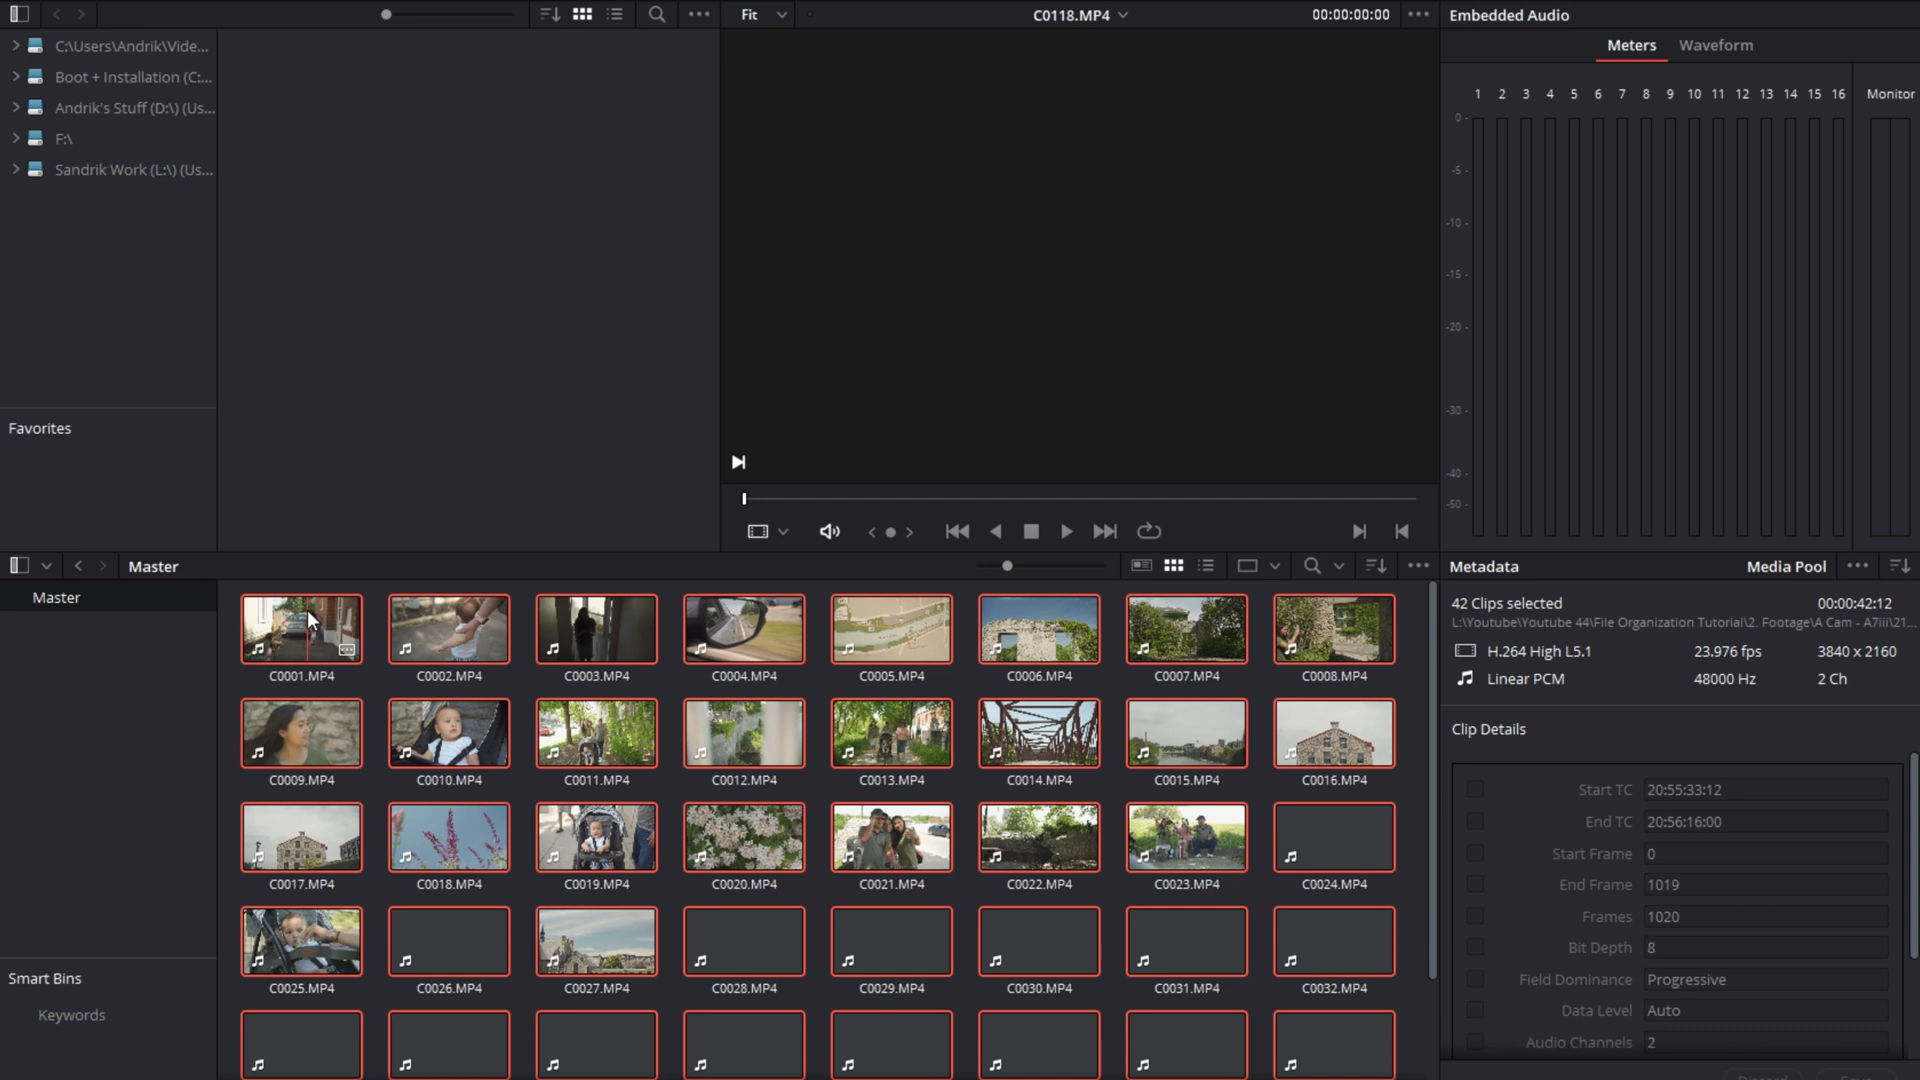 Fit
C0118.MP4
00:00:00:00
Embedded Audio
Meters Waveform
C:\Users\Andrik\Vide...
Boot + Installation (C:...
Andrik's Stuff (D:\) (Us...
F:\
Sandrik Work (L:\) (Us...
1 2 3 4 5 6 7 8 9 10 11 12 13 14 15 16 Monitor
0
-5
-10
-15
-20
-30
-40
-50
Favorites
Master
Metadata
Media Pool
Master
42 Clips selected 00:00:42:12
L:\Youtube\Youtube 44\File Organization Tutorial\2. Footage\A Cam - A7iii\21...
H.264 High L5.1 23.976 fps 3840 x 2160
Linear PCM 48000 Hz 2 Ch
C0001.MP4 C0002.MP4 C0003.MP4 C0004.MP4 C0005.MP4 C0006.MP4 C0007.MP4 C0008.MP4
C0009.MP4 C0010.MP4 C0011.MP4 C0012.MP4 C0013.MP4 C0014.MP4 C0015.MP4 C0016.MP4
C0017.MP4 C0018.MP4 C0019.MP4 C0020.MP4 C0021.MP4 C0022.MP4 C0023.MP4 C0024.MP4
C0025.MP4 C0026.MP4 C0027.MP4 C0028.MP4 C0029.MP4 C0030.MP4 C0031.MP4 C0032.MP4
Clip Details
Start TC 20:55:33:12
End TC 20:56:16:00
Start Frame 0
End Frame 1019
Frames 1020
Bit Depth 8
Field Dominance Progressive
Data Level Auto
Audio Channels 2
Smart Bins
Keywords